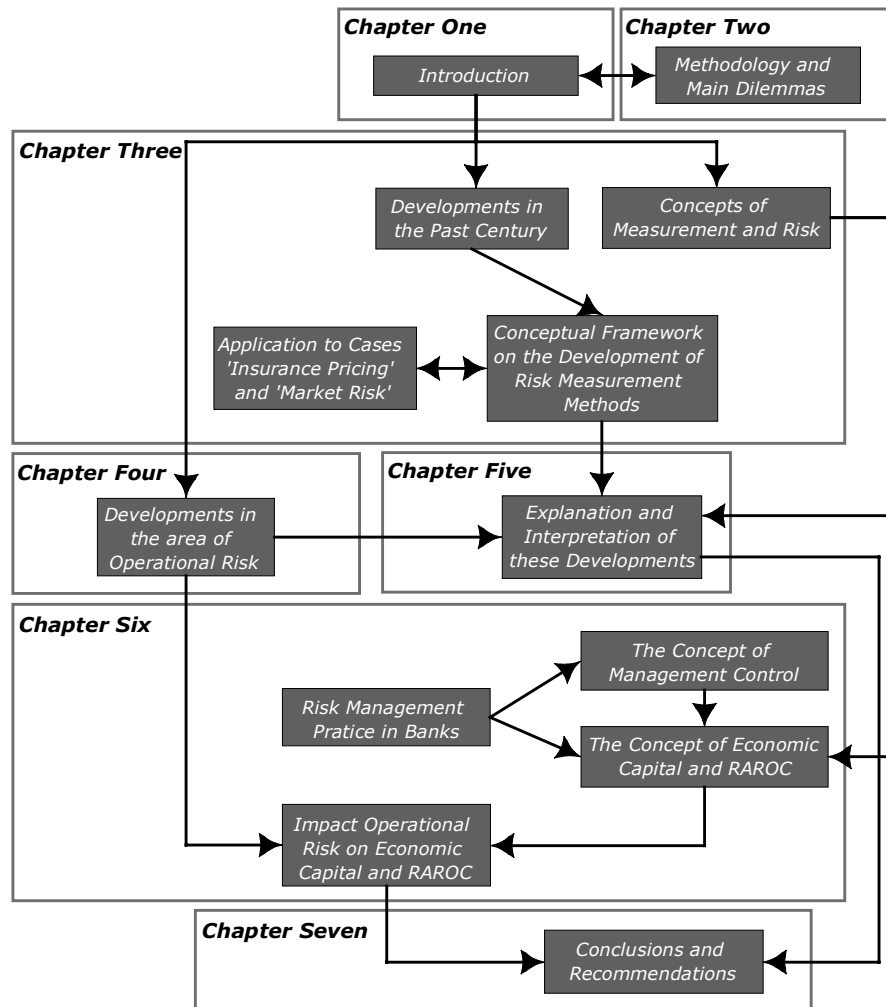 Chapter One
Introduction
Chapter Two
Methodology and
Main Dilemmas
Chapter Three
Developments in
the Past Century
Concepts of
Measurement and Risk
Application to Cases
'Insurance Pricing'
and 'Market Risk'
Conceptual Framework
on the Development of
Risk Measurement
Methods
Chapter Four
Developments in
the area of
Operational Risk
Chapter Five
Explanation and
Interpretation of
these Developments
Chapter Six
The Concept of
Management Control
Risk Management
Pratice in Banks
The Concept of Economic
Capital and RAROC
Impact Operational
Risk on Economic
Capital and RAROC
Chapter Seven
Conclusions and
Recommendations